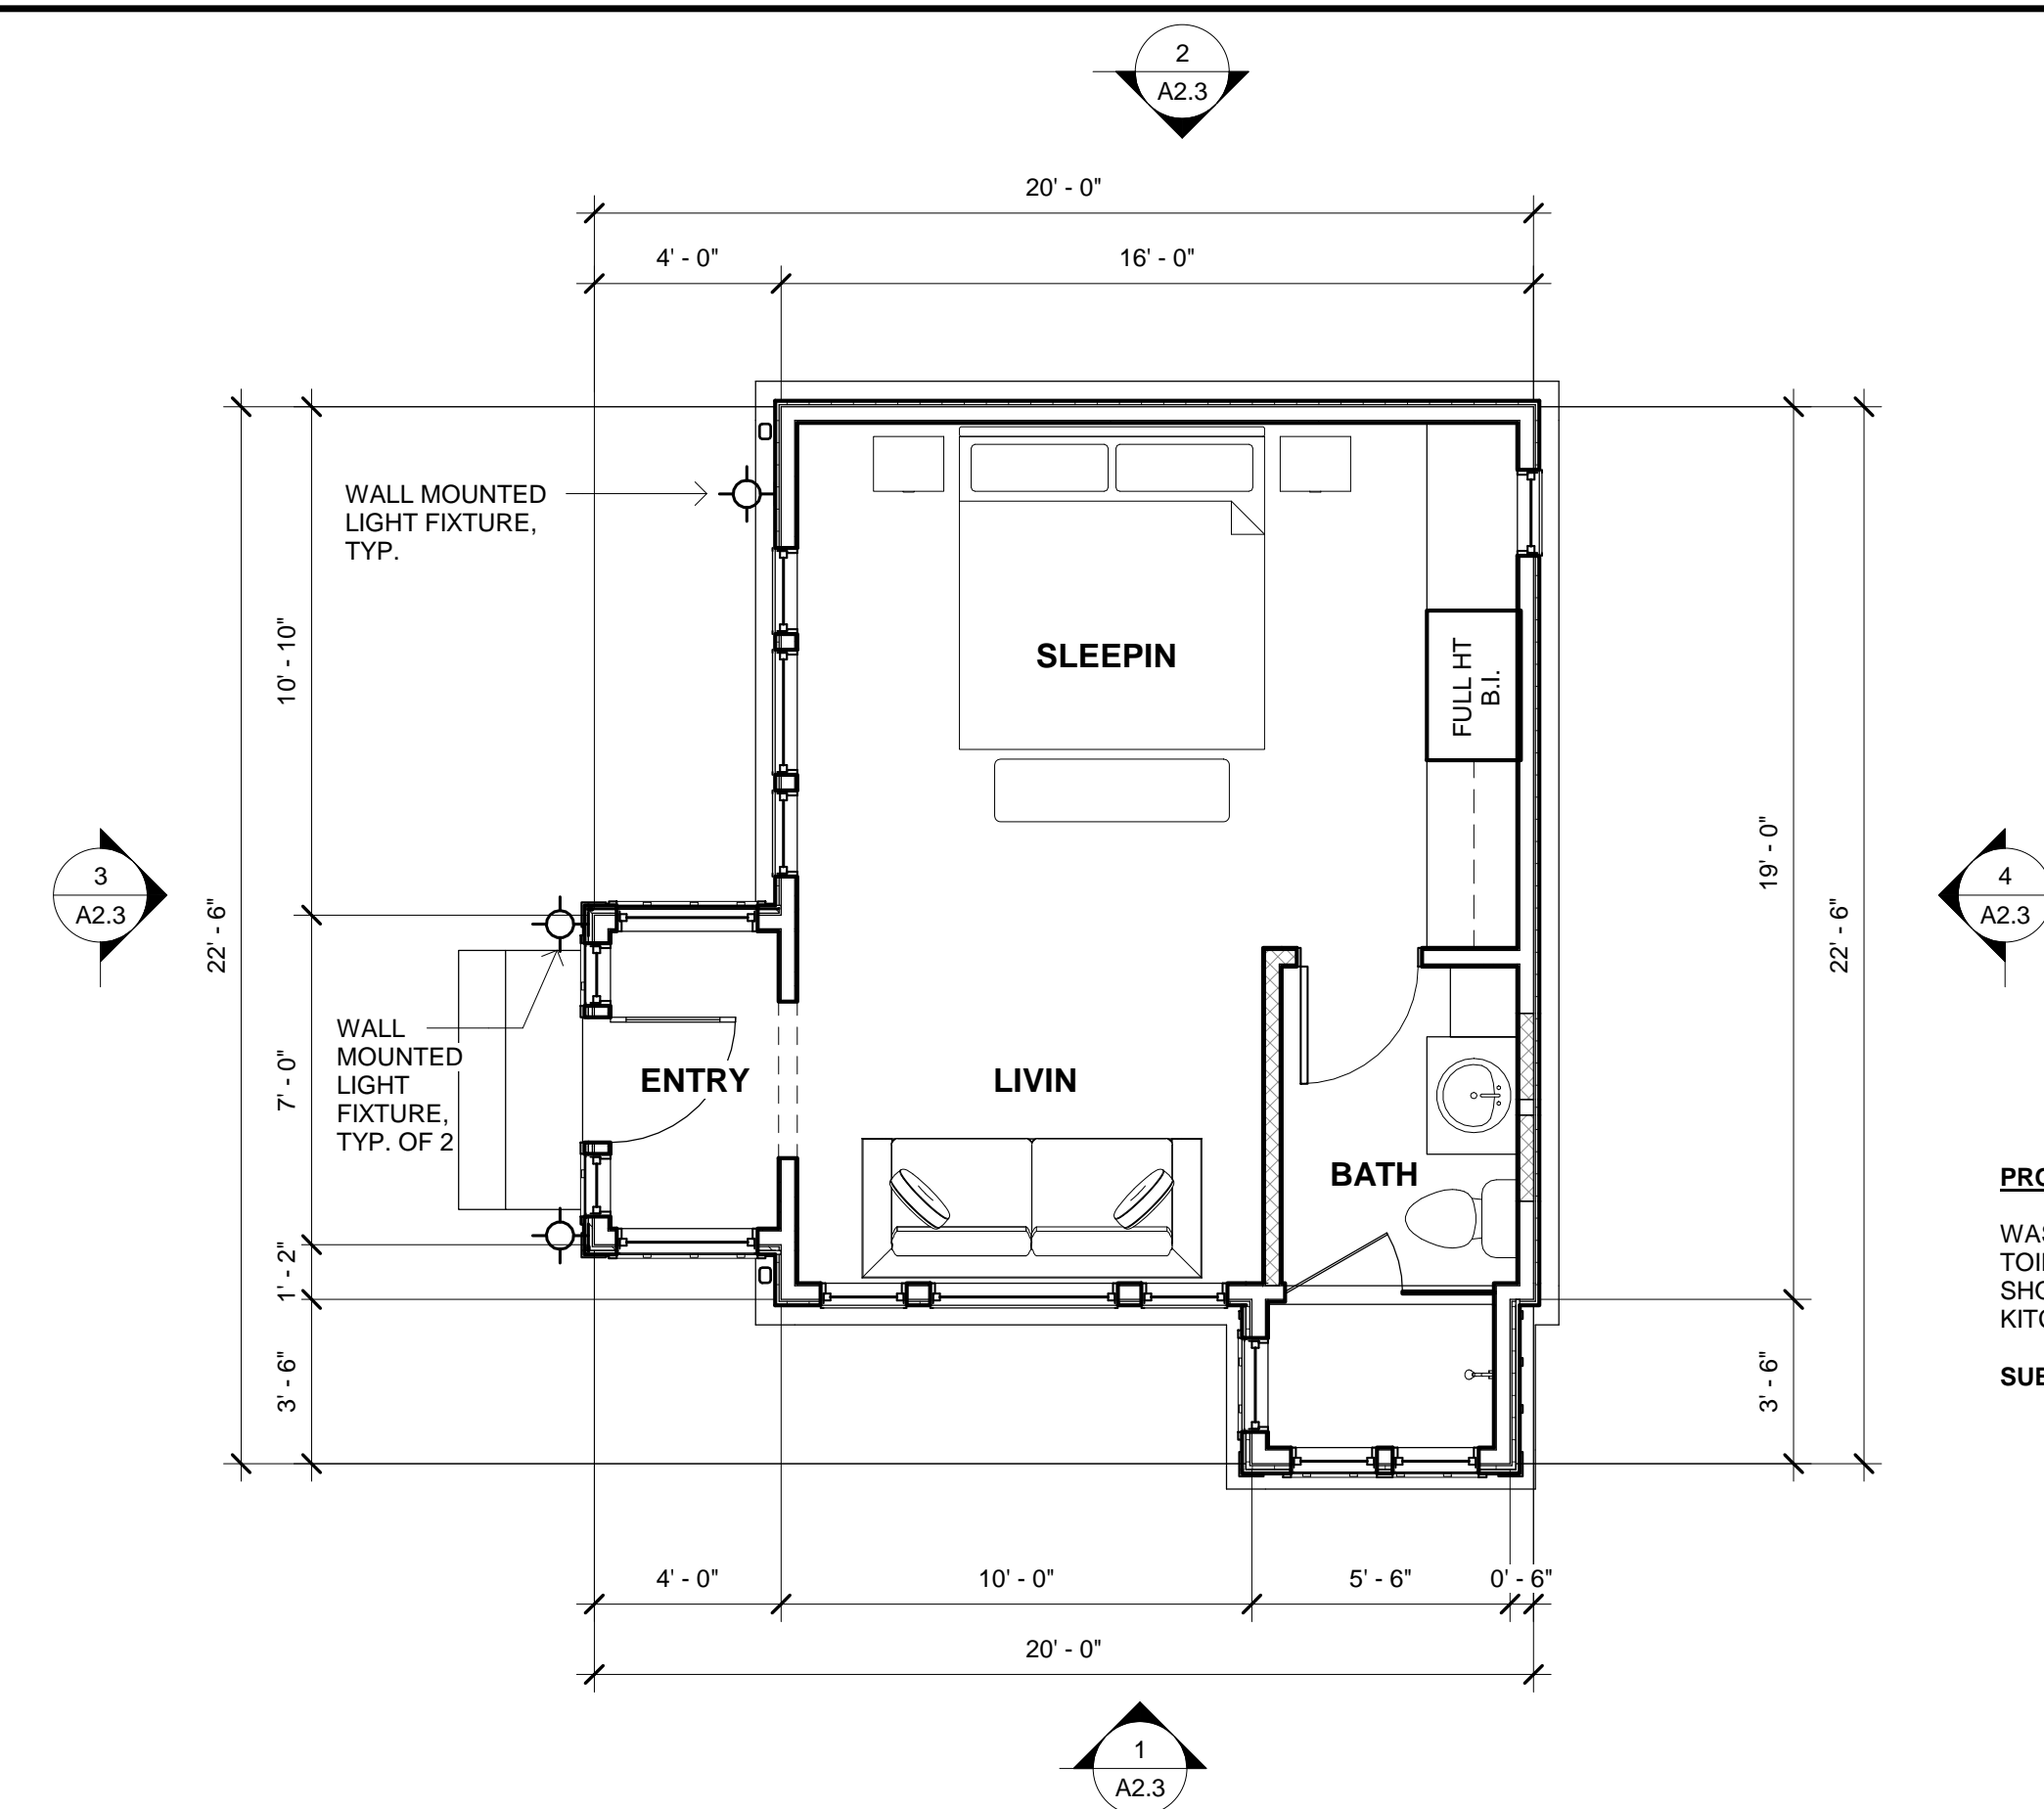 2
A2.3
20' - 0"
4' - 0"
16' - 0"
WALL MOUNTED
LIGHT FIXTURE,
TYP.
10' - 10"
SLEEPIN
FULL HT
B.I.
3
A2.3
22' - 6"
19' - 0"
22' - 6"
4
A2.3
WALL
MOUNTED
LIGHT
FIXTURE,
TYP. OF 2
7' - 0"
ENTRY
LIVIN
BATH
1' - 2"
3' - 6"
3' - 6"
4' - 0"
10' - 0"
5' - 6"
0' - 6"
20' - 0"
1
A2.3
SUB